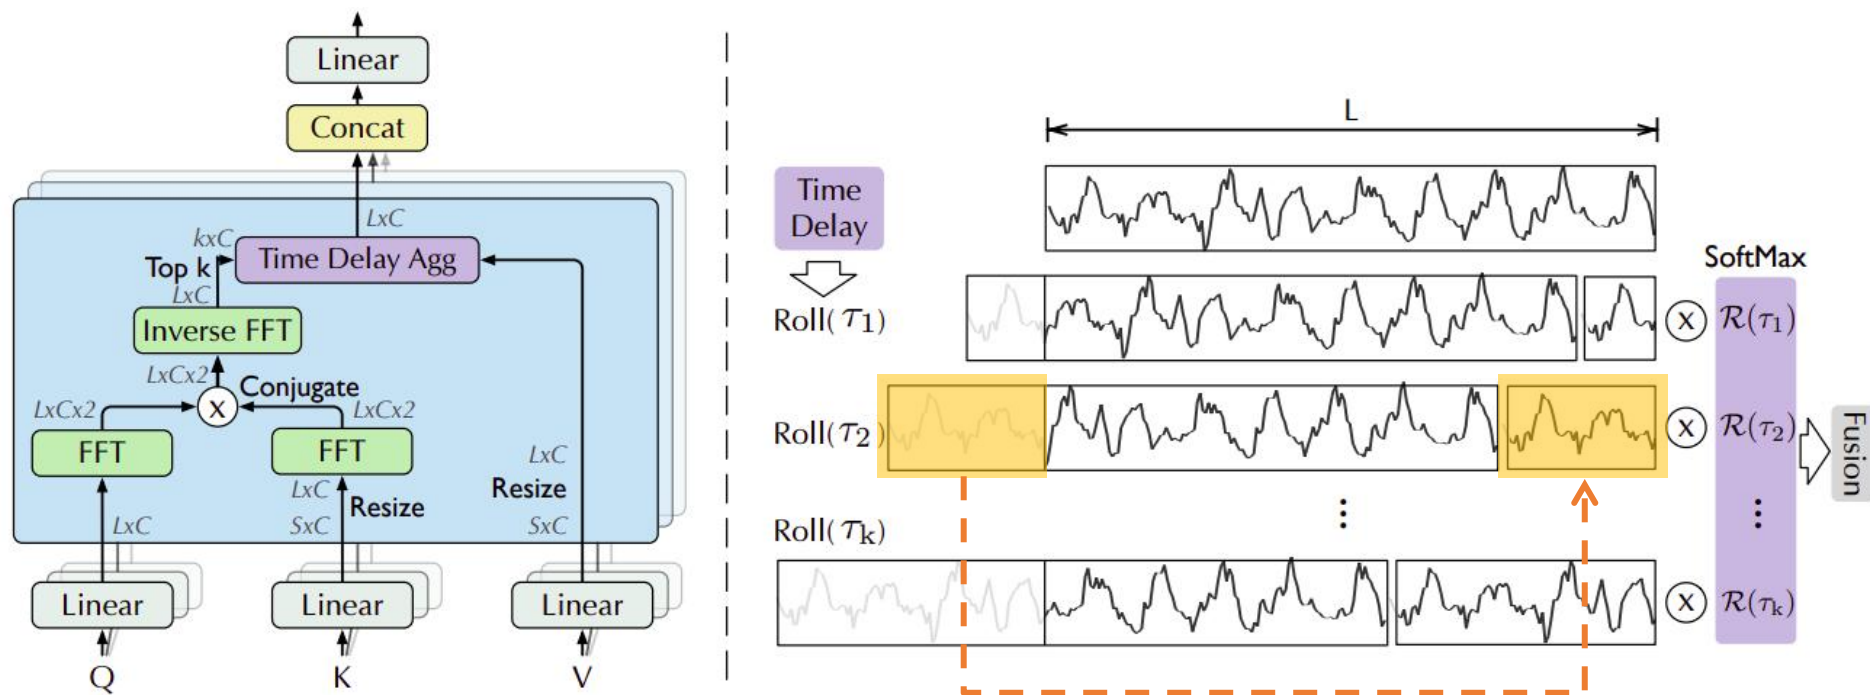 Linear
Concat
LxC
kxC
Top k
Time Delay Agg
LxC
Inverse FFT
LxCx2
Conjugate
LxCx2
X
LxCx2
FFT
FFT
LxC
LxC
Resize
Resize
LxC
SxC
SxC
Linear
Linear
Linear
Q
K
V
L
Time
Delay
SoftMax
Roll(τ1)
X
R(τ1)
Roll(τ2)
X
R(τ2)
Fusion
⋮
⋮
Roll(τk)
X
R(τk)